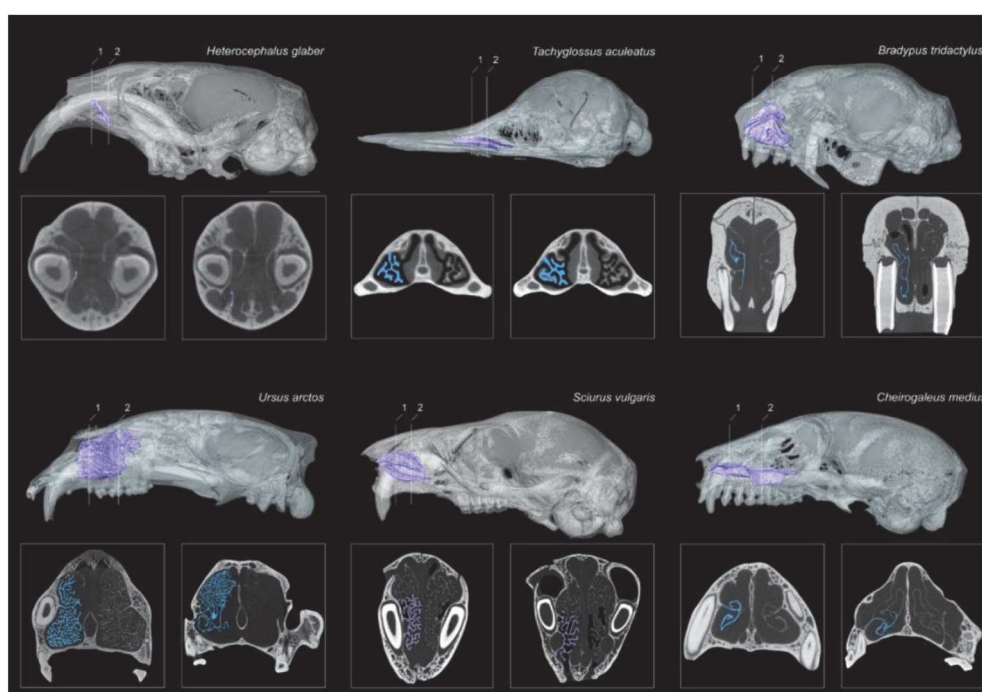 Heterocephalus glaber
1 2
Tachyglossus aculeatus
1 2
Bradypus tridactylus
1 2
Ursus arctos
1 2
Sciurus vulgaris
1 2
Cheirogaleus medius
1 2